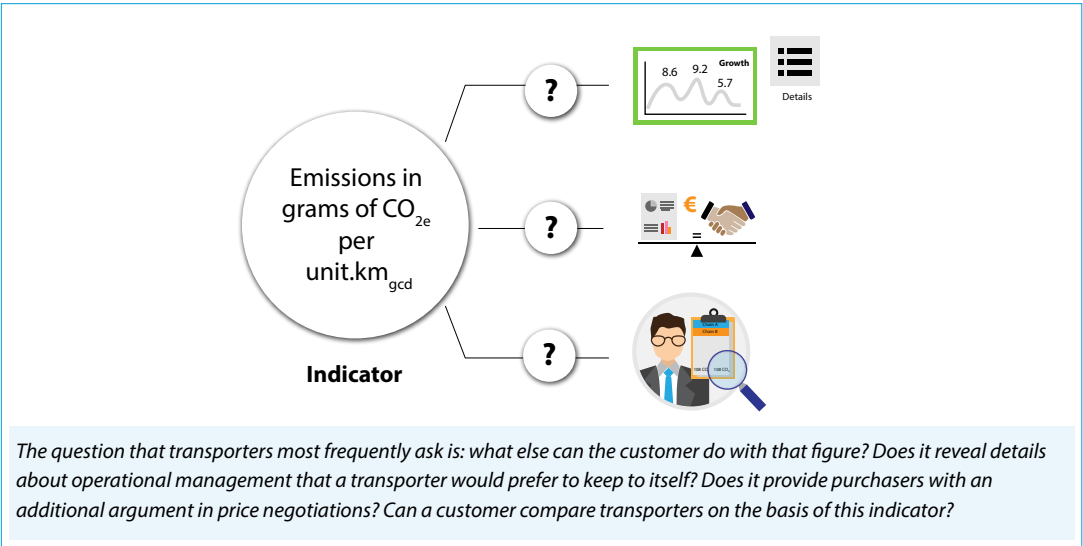 Growth
8.6
9.2
5.7
Details
?
Emissions in
grams of CO2e
per
unit.kmgcd
Indicator
?
€
=
?
Chain A
Chain B
The question that transporters most frequently ask is: what else can the customer do with that figure? Does it reveal details
about operational management that a transporter would prefer to keep to itself? Does it provide purchasers with an
additional argument in price negotiations? Can a customer compare transporters on the basis of this indicator?